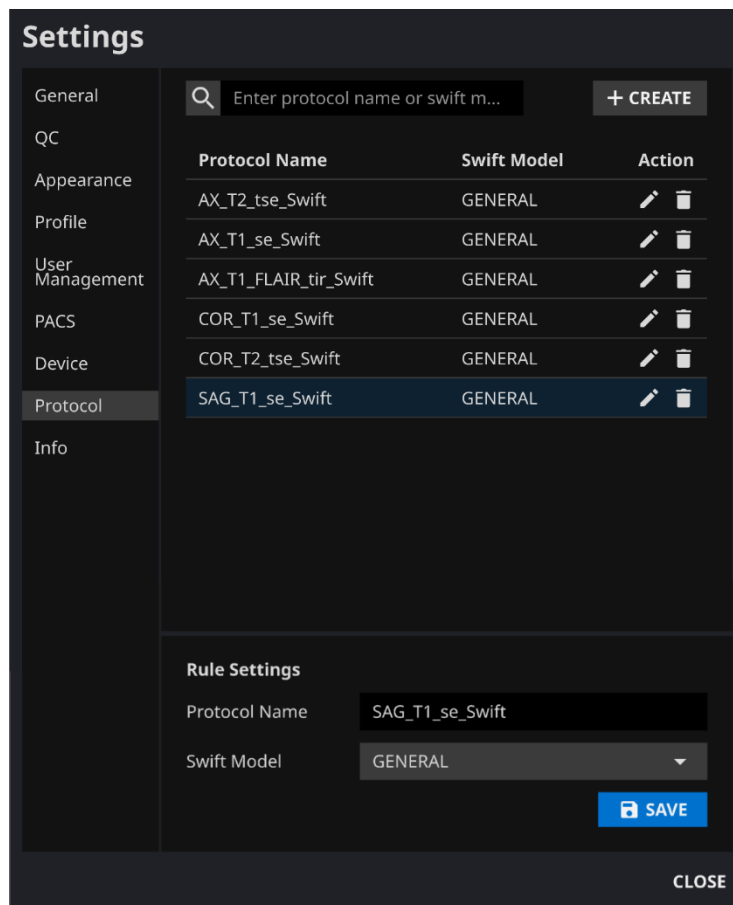 Settings
General
QC
Appearance
Profile
User
Management
PACS
Device
Protocol
Info
Enter protocol name or swift m...
+ CREATE
Protocol Name Swift Model Action
AX_T2_tse_Swift GENERAL
AX_T1_se_Swift GENERAL
AX_T1_FLAIR_tir_Swift GENERAL
COR_T1_se_Swift GENERAL
COR_T2_tse_Swift GENERAL
SAG_T1_se_Swift GENERAL
Rule Settings
Protocol Name SAG_T1_se_Swift
Swift Model GENERAL
SAVE
CLOSE